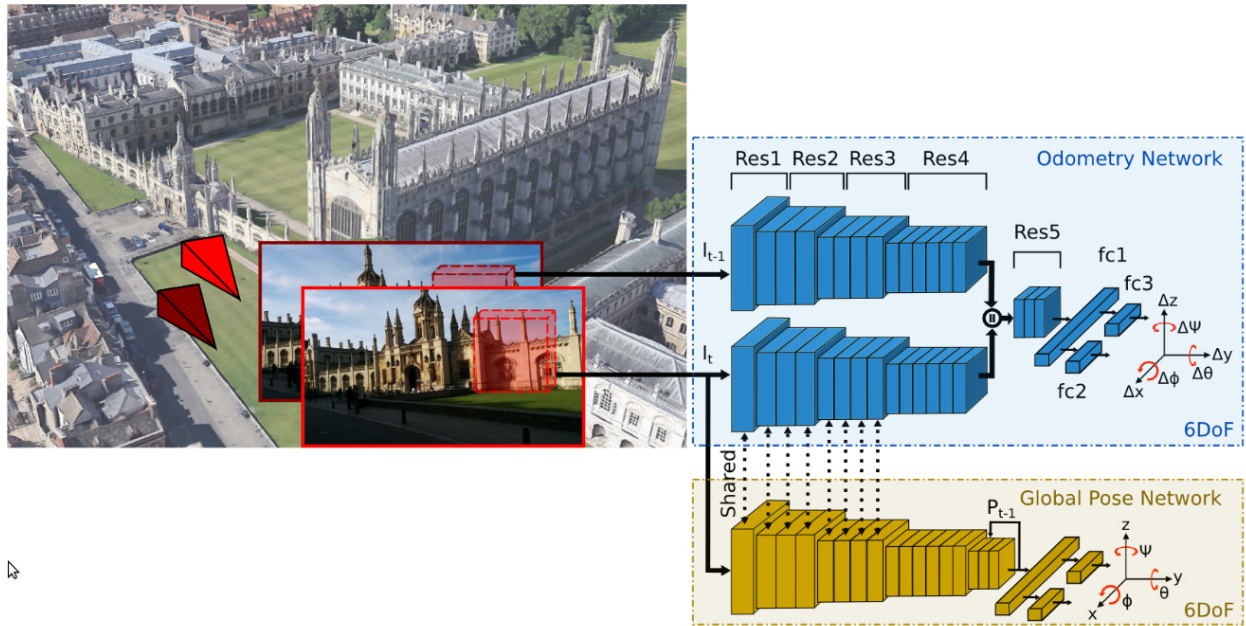 Odometry Network
Res1
Res2
Res3
Res4
I_{t-1}
Res5
fc1
fc3
Δz
ΔΨ
Δy
Δθ
Δx
Δϕ
fc2
I_t
6DoF
Shared
Global Pose Network
P_{t-1}
z
Ψ
y
θ
x
ϕ
6DoF